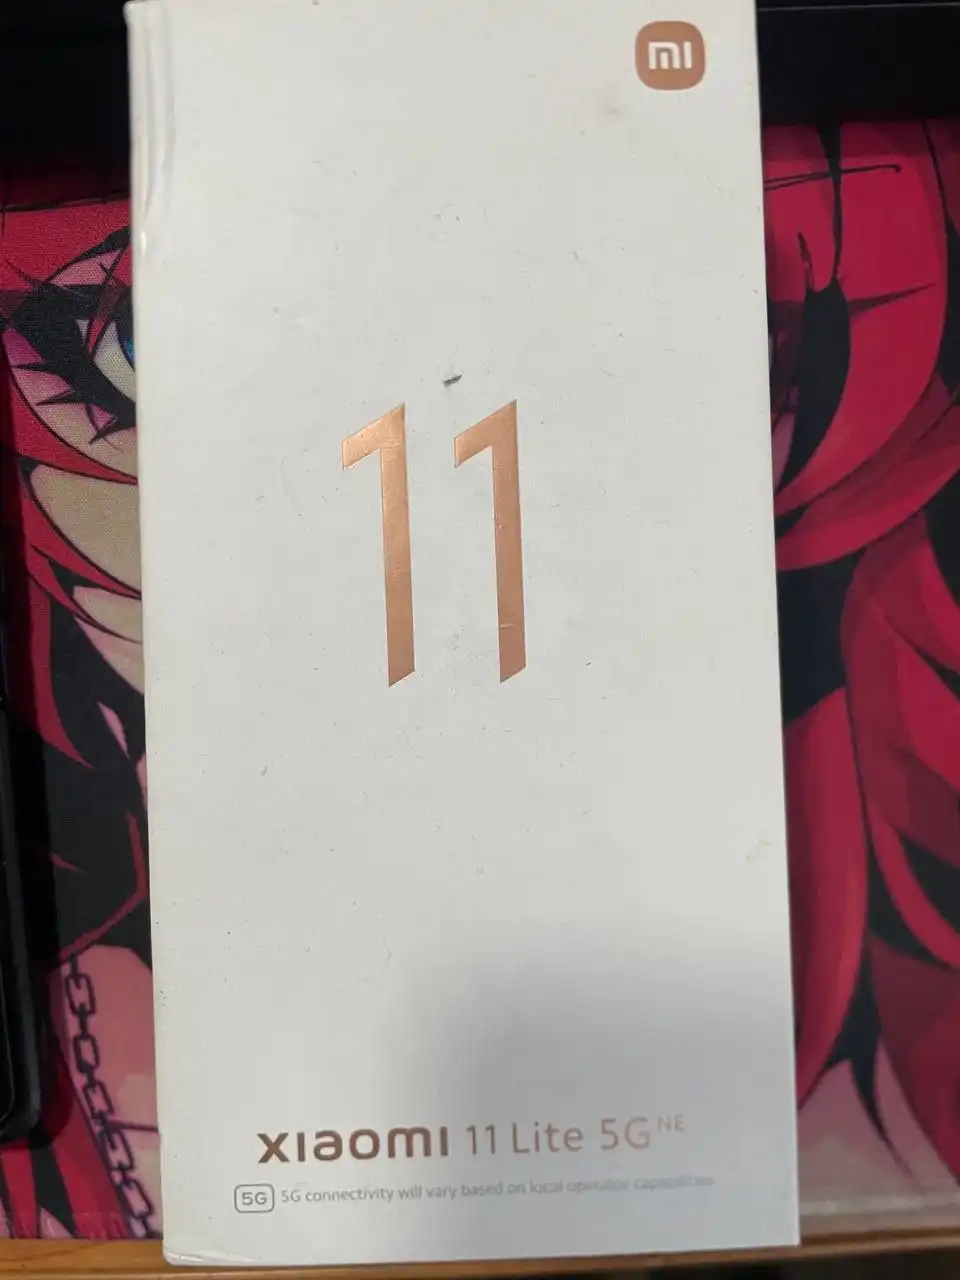 mi
11
xiaomi 11 Lite 5G NE
5G 5G connectivity will vary based on local operator capabilities